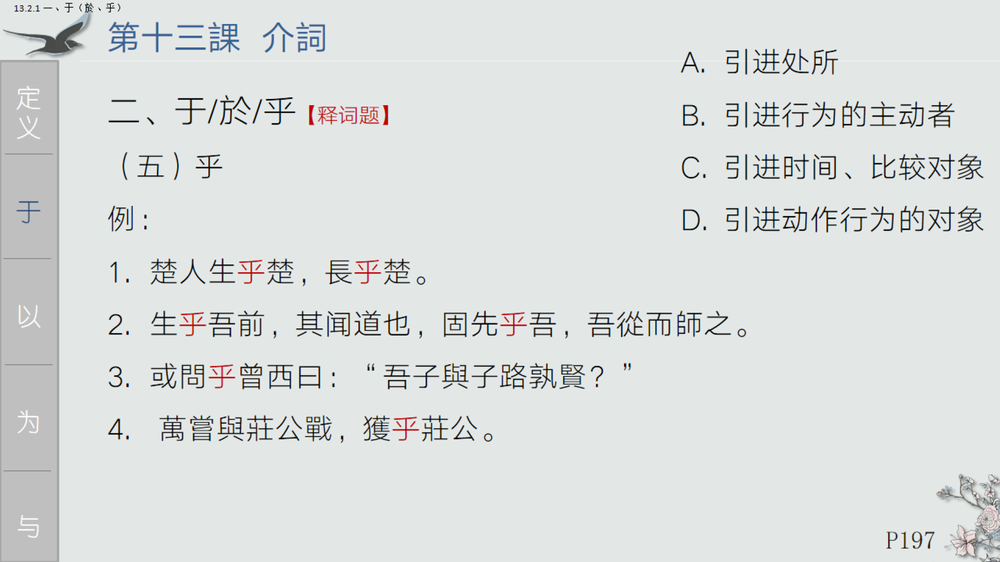 13.2.1 一、于（於、乎）
第十三課 介詞
定义
于
以
为
与
二、于/於/乎【释词题】
（五）乎
例：
1. 楚人生乎楚，長乎楚。
2. 生乎吾前，其闻道也，固先乎吾，吾從而師之。
3. 或問乎曾西曰：“吾子與子路孰賢？”
4. 萬嘗與莊公戰，獲乎莊公。
A. 引进处所
B. 引进行为的主动者
C. 引进时间、比较对象
D. 引进动作行为的对象
P197